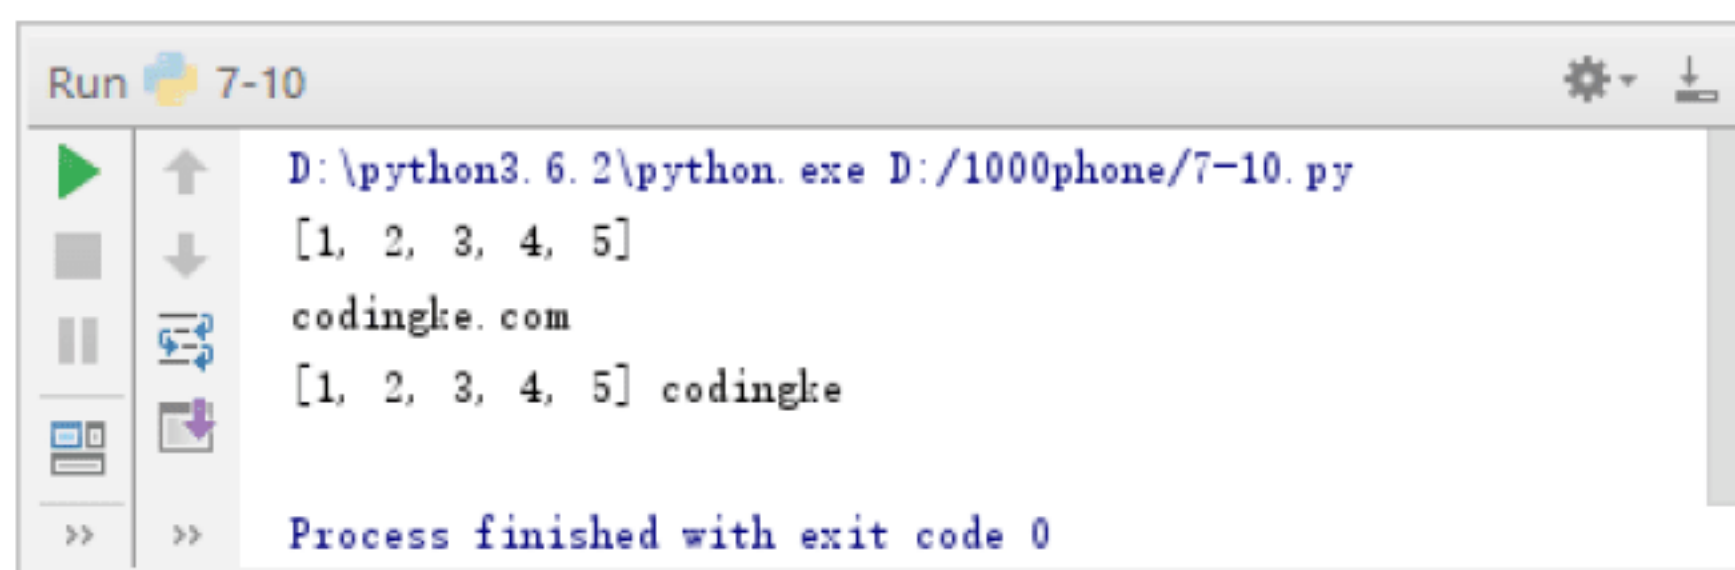 Run 7-10
D:\python3.6.2\python.exe D:/1000phone/7-10.py
[1, 2, 3, 4, 5]
codingke.com
[1, 2, 3, 4, 5] codingke
Process finished with exit code 0